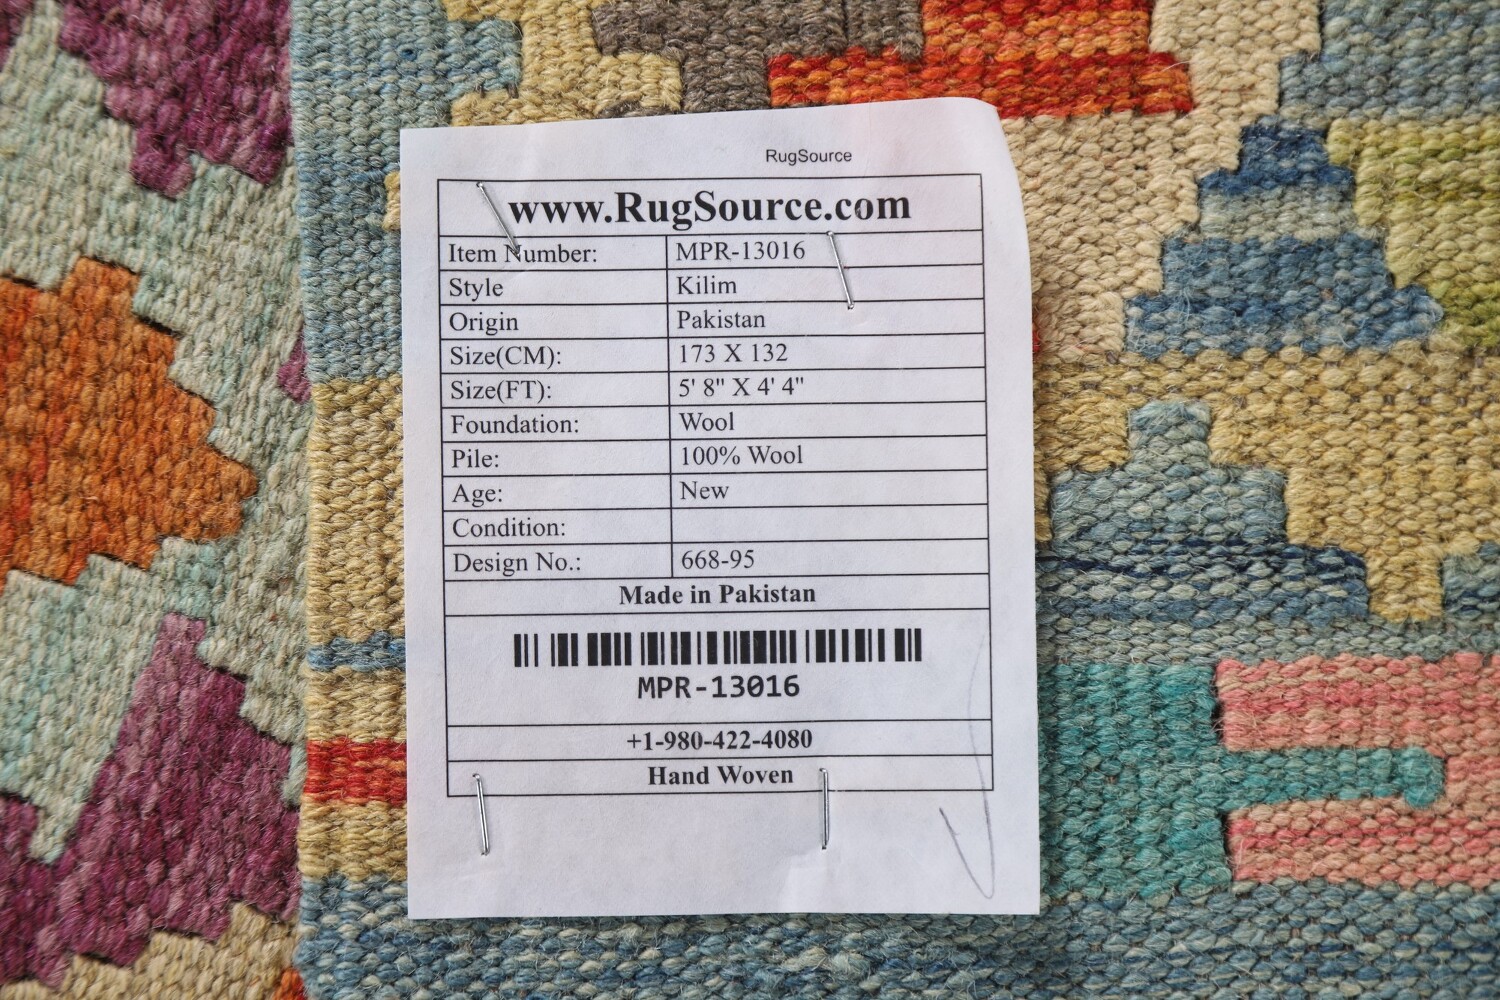 RugSource
www.RugSource.com
Item Number: MPR-13016
Style Kilim
Origin Pakistan
Size(CM): 173 X 132
Size(FT): 5' 8" X 4' 4"
Foundation: Wool
Pile: 100% Wool
Age: New
Condition:
Design No.: 668-95
Made in Pakistan
MPR-13016
+1-980-422-4080
Hand Woven